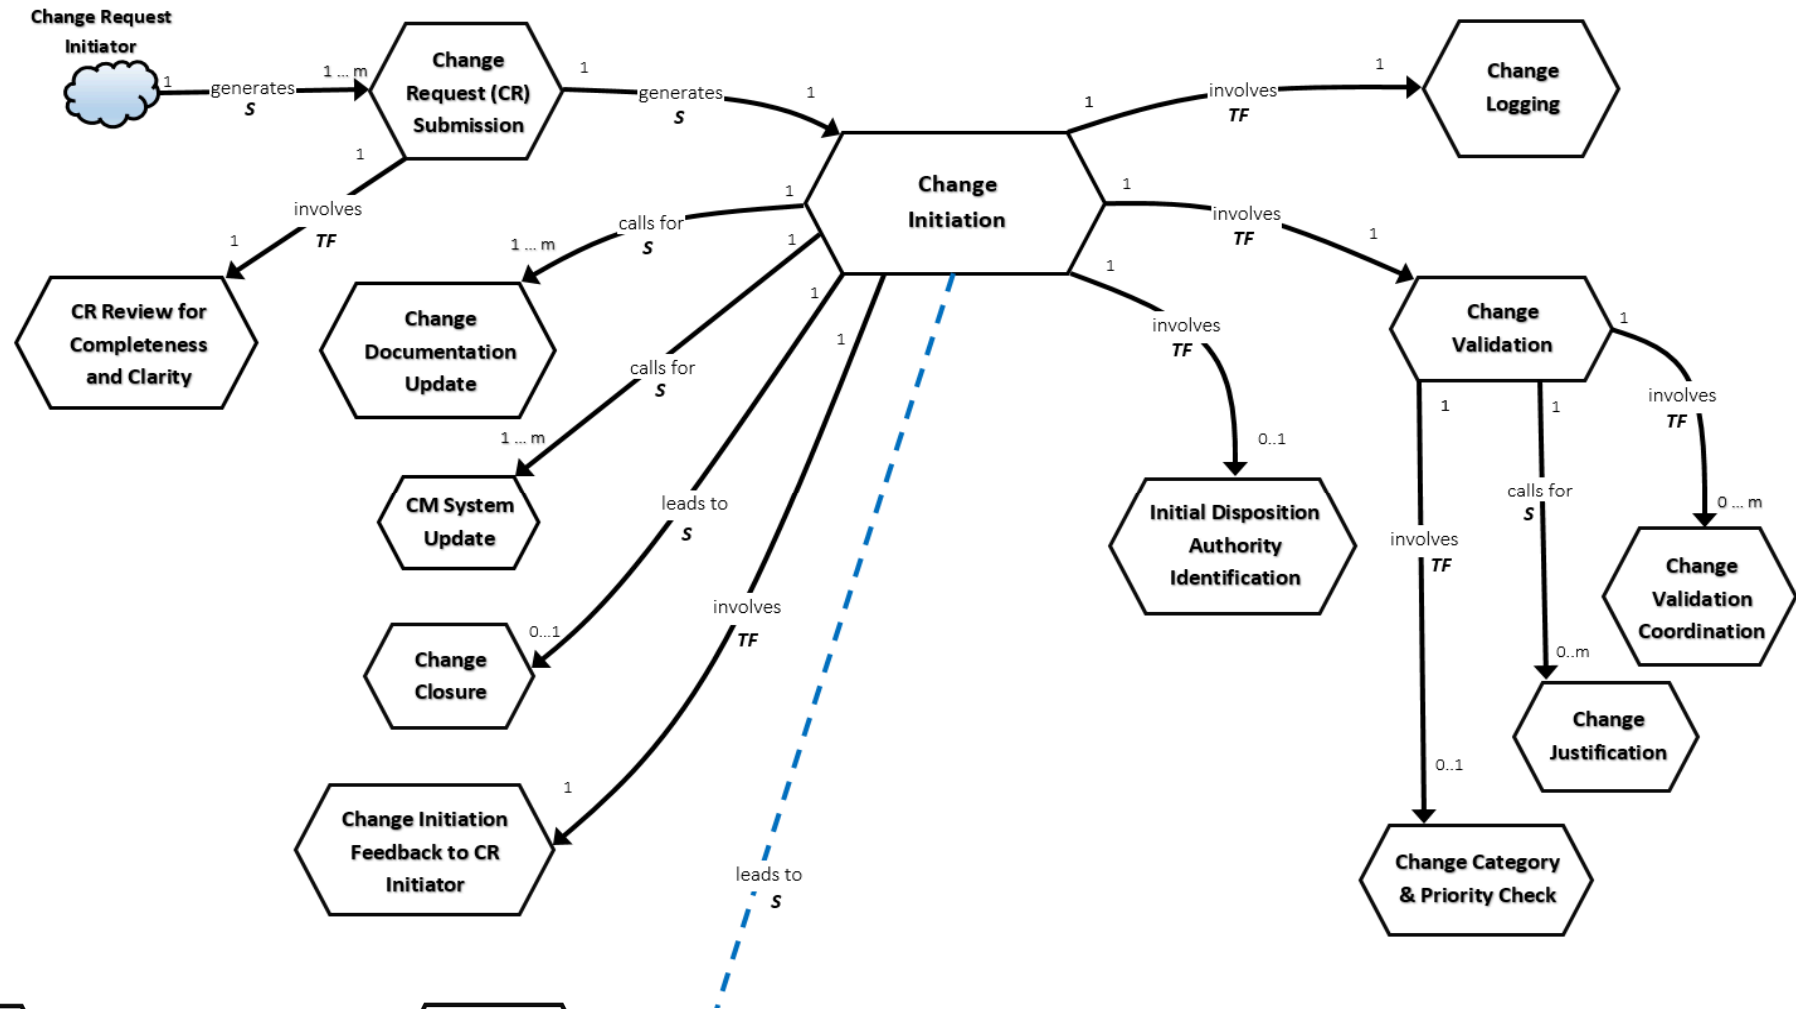 Change Request
Initiator
1
generates
S
1 ... m
Change
Request (CR)
Submission
1
generates
S
1
1
involves
TF
1
CR Review for
Completeness
and Clarity
Change
Initiation
1
involves
TF
1
Change
Logging
1
involves
TF
1
Change
Validation
1
calls for
S
1 ... m
Change
Documentation
Update
1
calls for
S
1 ... m
CM System
Update
1
leads to
S
0...1
Change
Closure
1
involves
TF
1
Change Initiation
Feedback to CR
Initiator
leads to
S
1
involves
TF
0..1
Initial Disposition
Authority
Identification
1
involves
TF
0..1
Change Category
& Priority Check
1
calls for
S
0..m
Change
Justification
1
involves
TF
0 ... m
Change
Validation
Coordination